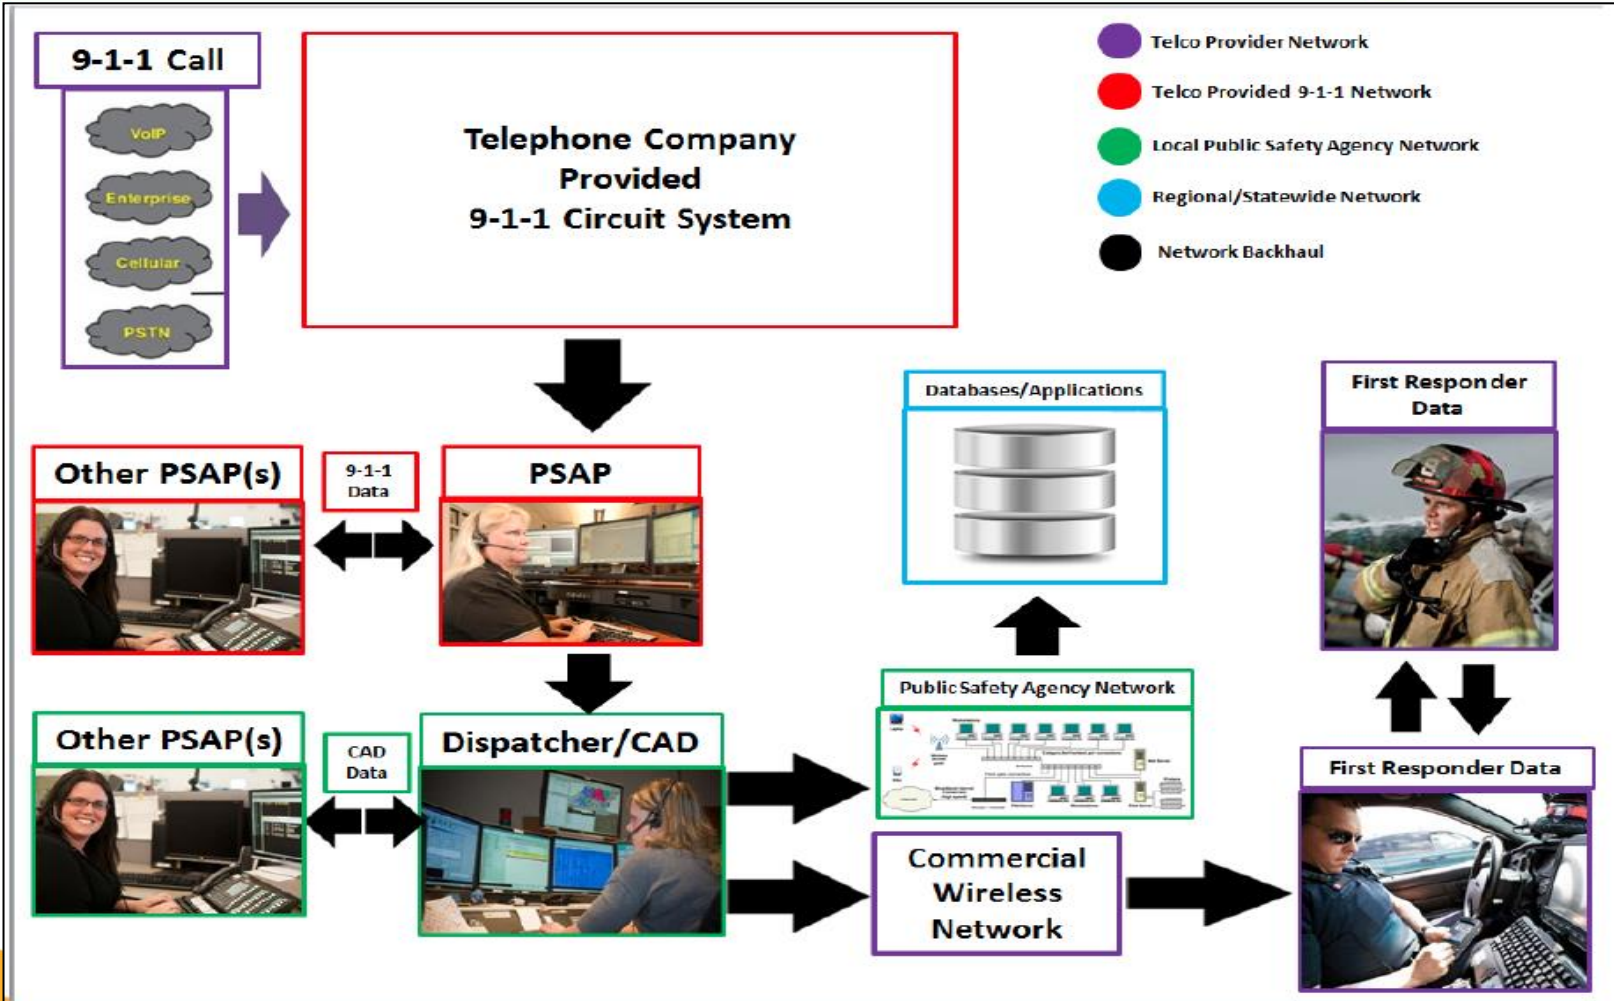 9-1-1 Call
VoIP
Enterprise
Cellular
PSTN
Telephone Company
Provided
9-1-1 Circuit System
Telco Provider Network
Telco Provided 9-1-1 Network
Local Public Safety Agency Network
Regional/Statewide Network
Network Backhaul
Other PSAP(s)
9-1-1
Data
PSAP
Databases/Applications
First Responder
Data
Other PSAP(s)
CAD
Data
Dispatcher/CAD
Public Safety Agency Network
Commercial
Wireless
Network
First Responder Data